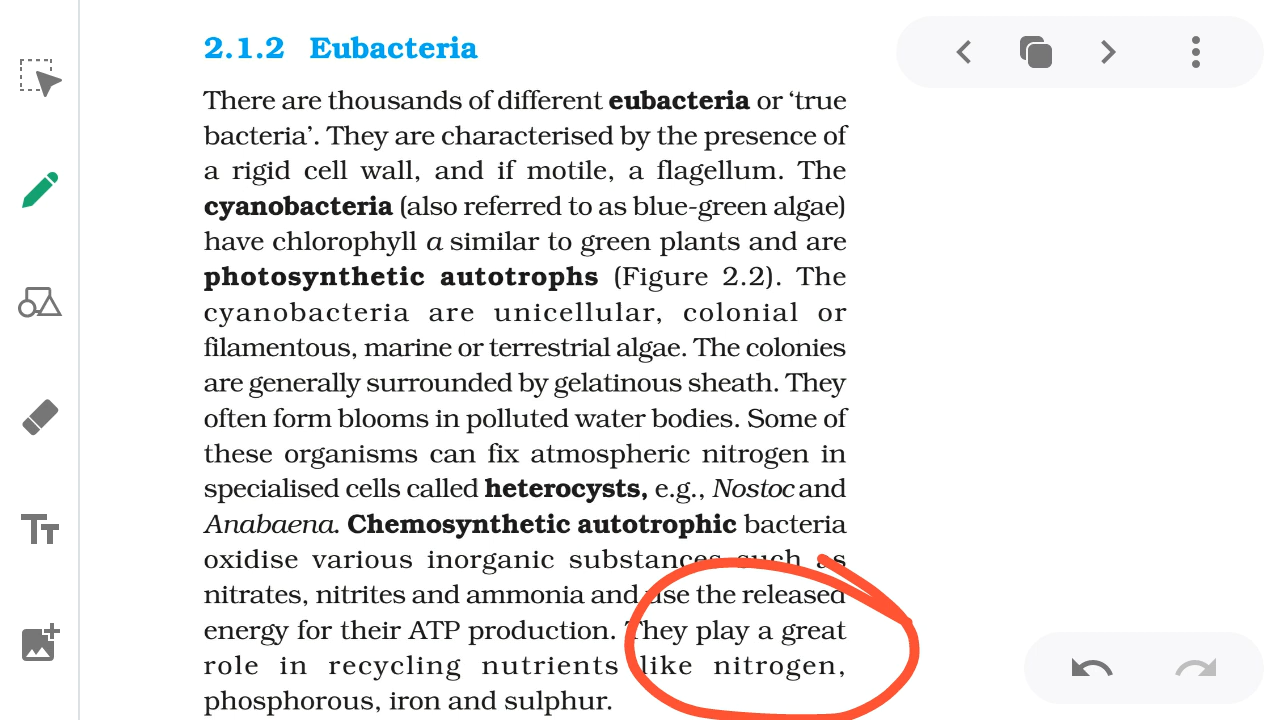 2.1.2 Eubacteria
There are thousands of different eubacteria or ‘true
bacteria’. They are characterised by the presence of
a rigid cell wall, and if motile, a flagellum. The
cyanobacteria (also referred to as blue-green algae)
have chlorophyll a similar to green plants and are
photosynthetic autotrophs (Figure 2.2). The
cyanobacteria are unicellular, colonial or
filamentous, marine or terrestrial algae. The colonies
are generally surrounded by gelatinous sheath. They
often form blooms in polluted water bodies. Some of
these organisms can fix atmospheric nitrogen in
specialised cells called heterocysts, e.g., Nostoc and
Anabaena. Chemosynthetic autotrophic bacteria
oxidise various inorganic substances such as
nitrates, nitrites and ammonia and use the released
energy for their ATP production. They play a great
role in recycling nutrients like nitrogen,
phosphorous, iron and sulphur.